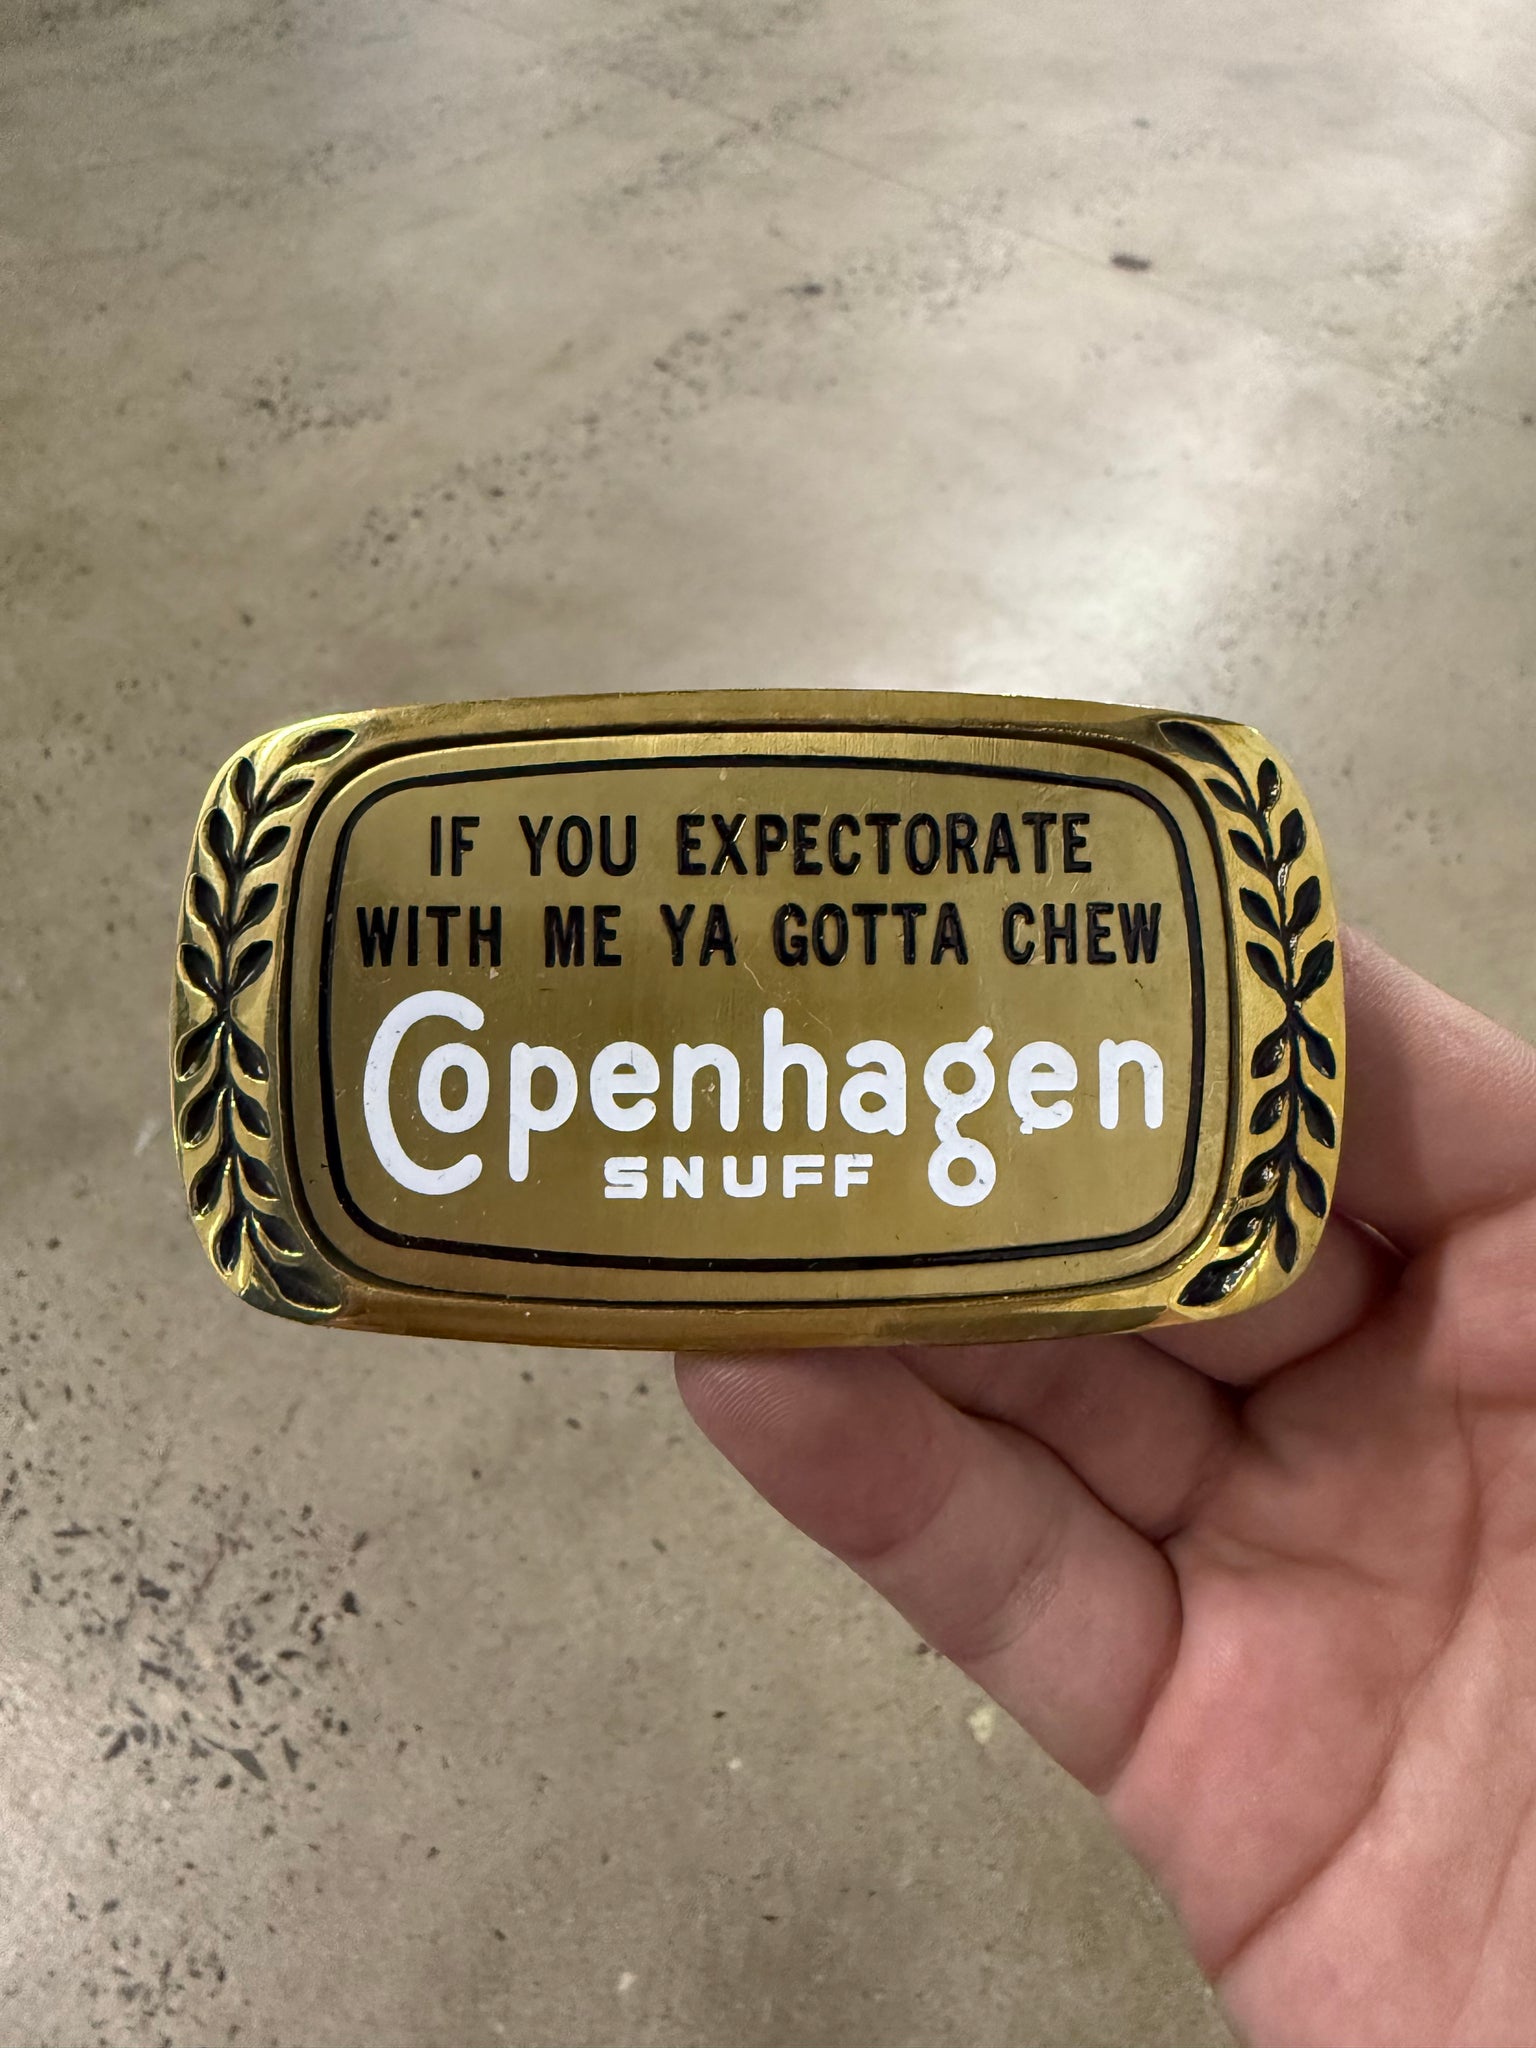 IF YOU EXPECTORATE
WITH ME YA GOTTA CHEW
Copenhagen
SNUFF